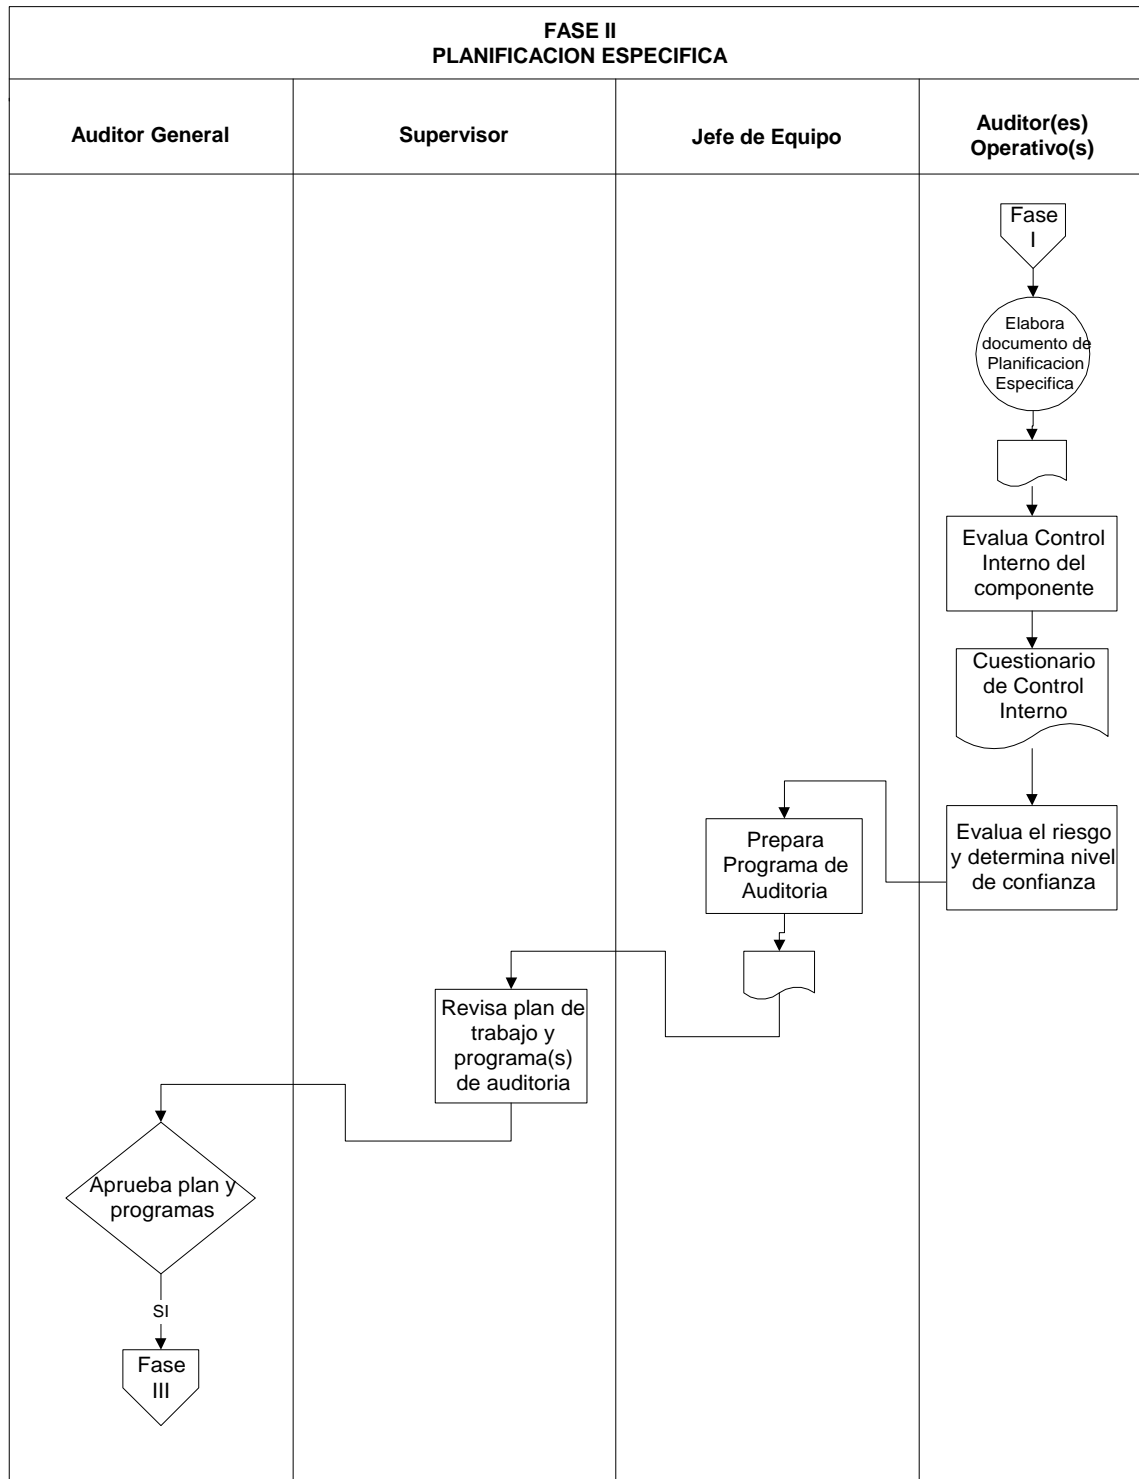 FASE II
PLANIFICACION ESPECIFICA
Auditor General
Supervisor
Jefe de Equipo
Auditor(es)
Operativo(s)
Fase
I
Elabora
documento de
Planificacion
Especifica
Evalua Control
Interno del
componente
Cuestionario
de Control
Interno
Evalua el riesgo
y determina nivel
de confianza
Prepara
Programa de
Auditoria
Revisa plan de
trabajo y
programa(s)
de auditoria
Aprueba plan y
programas
SI
Fase
III